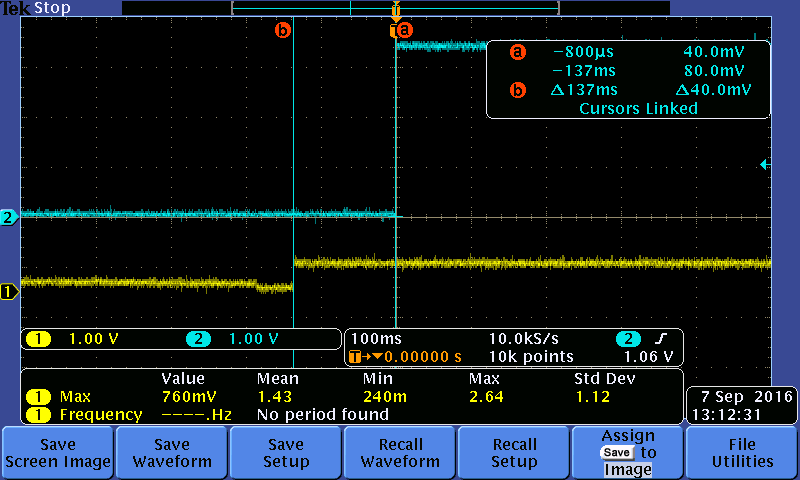 Tek Stop
T
b T a
a −800µs 40.0mV
−137ms 80.0mV
b Δ137ms Δ40.0mV
Cursors Linked
2
1
1 1.00 V 2 1.00 V
100ms 10.0kS/s 2
T→▼0.00000 s 10k points 1.06 V
Value Mean Min Max Std Dev
1 Max 760mV 1.43 240m 2.64 1.12
1 Frequency ––––.Hz No period found
7 Sep 2016
13:12:31
Save Screen Image
Save Waveform
Save Setup
Recall Waveform
Recall Setup
Assign Save to Image
File Utilities